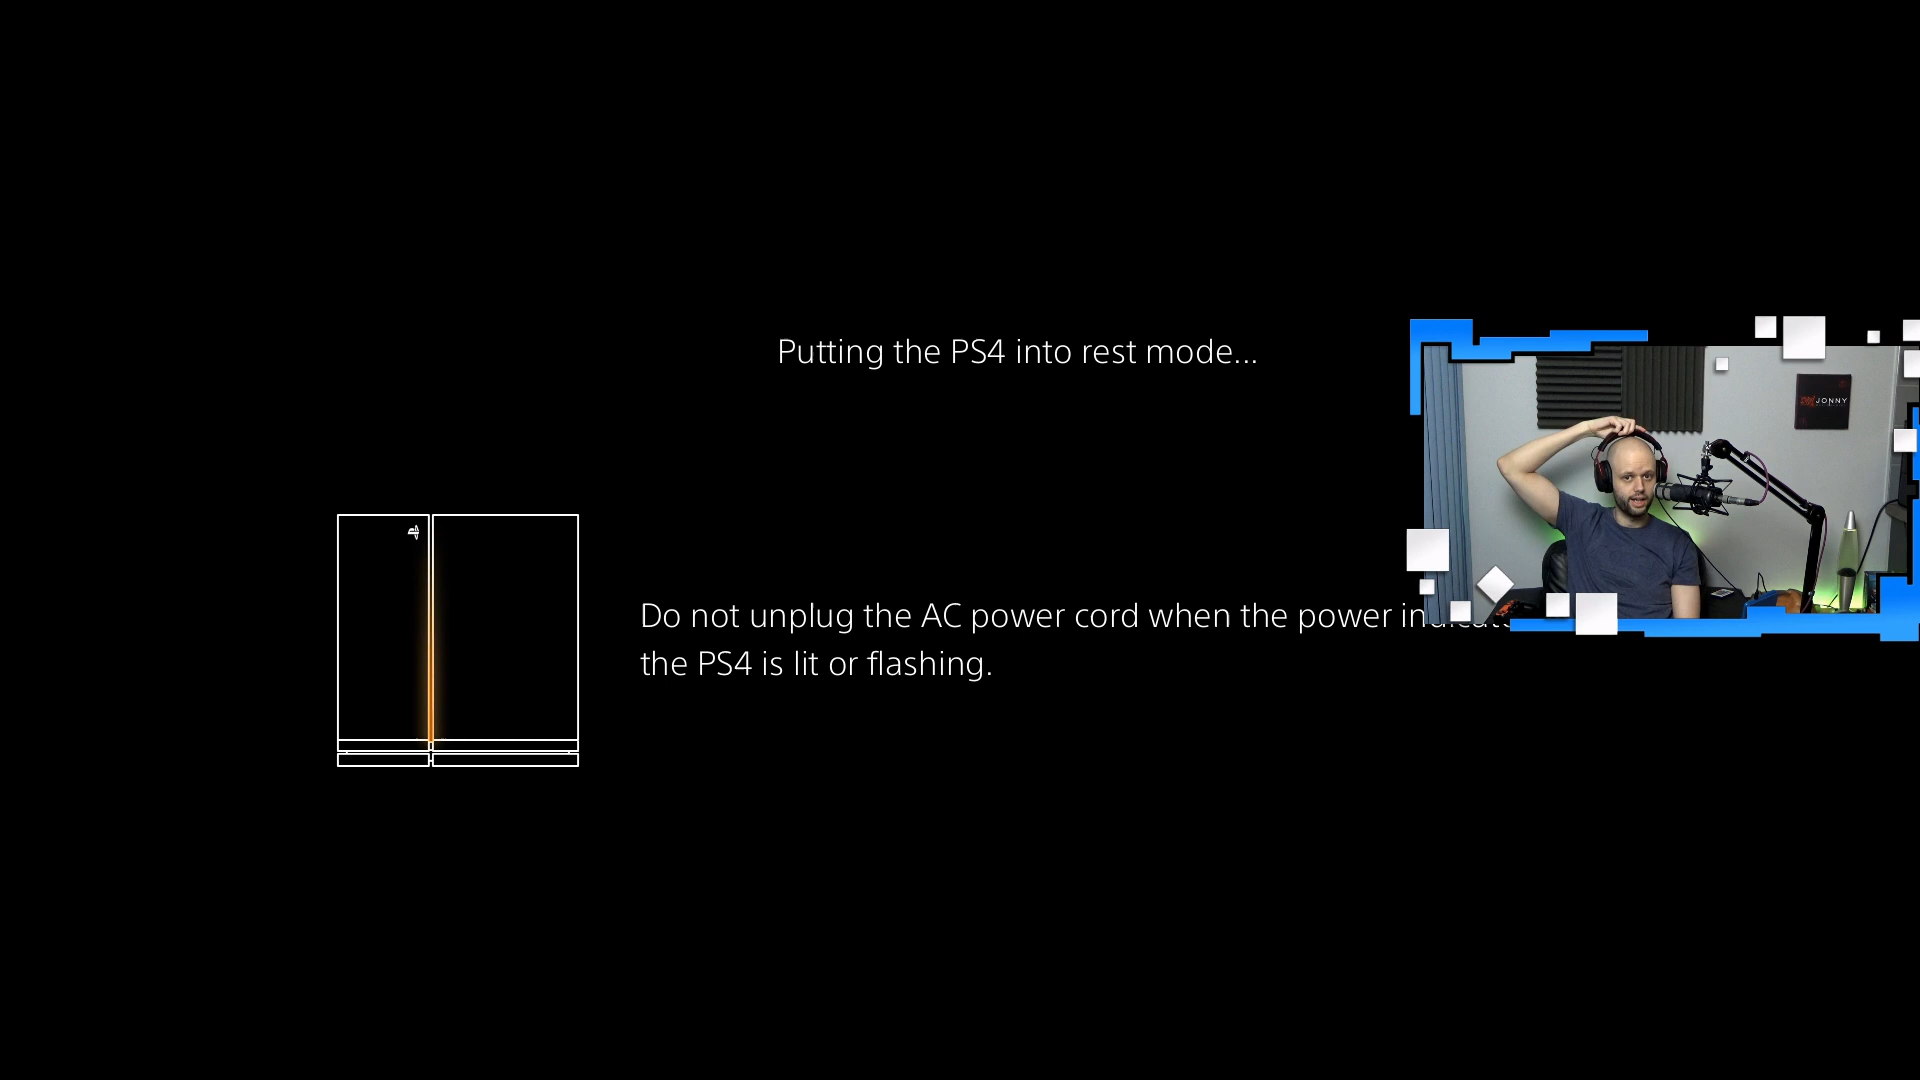 Putting the PS4 into rest mode...
JONNY
Do not unplug the AC power cord when the power
the PS4 is lit or flashing.